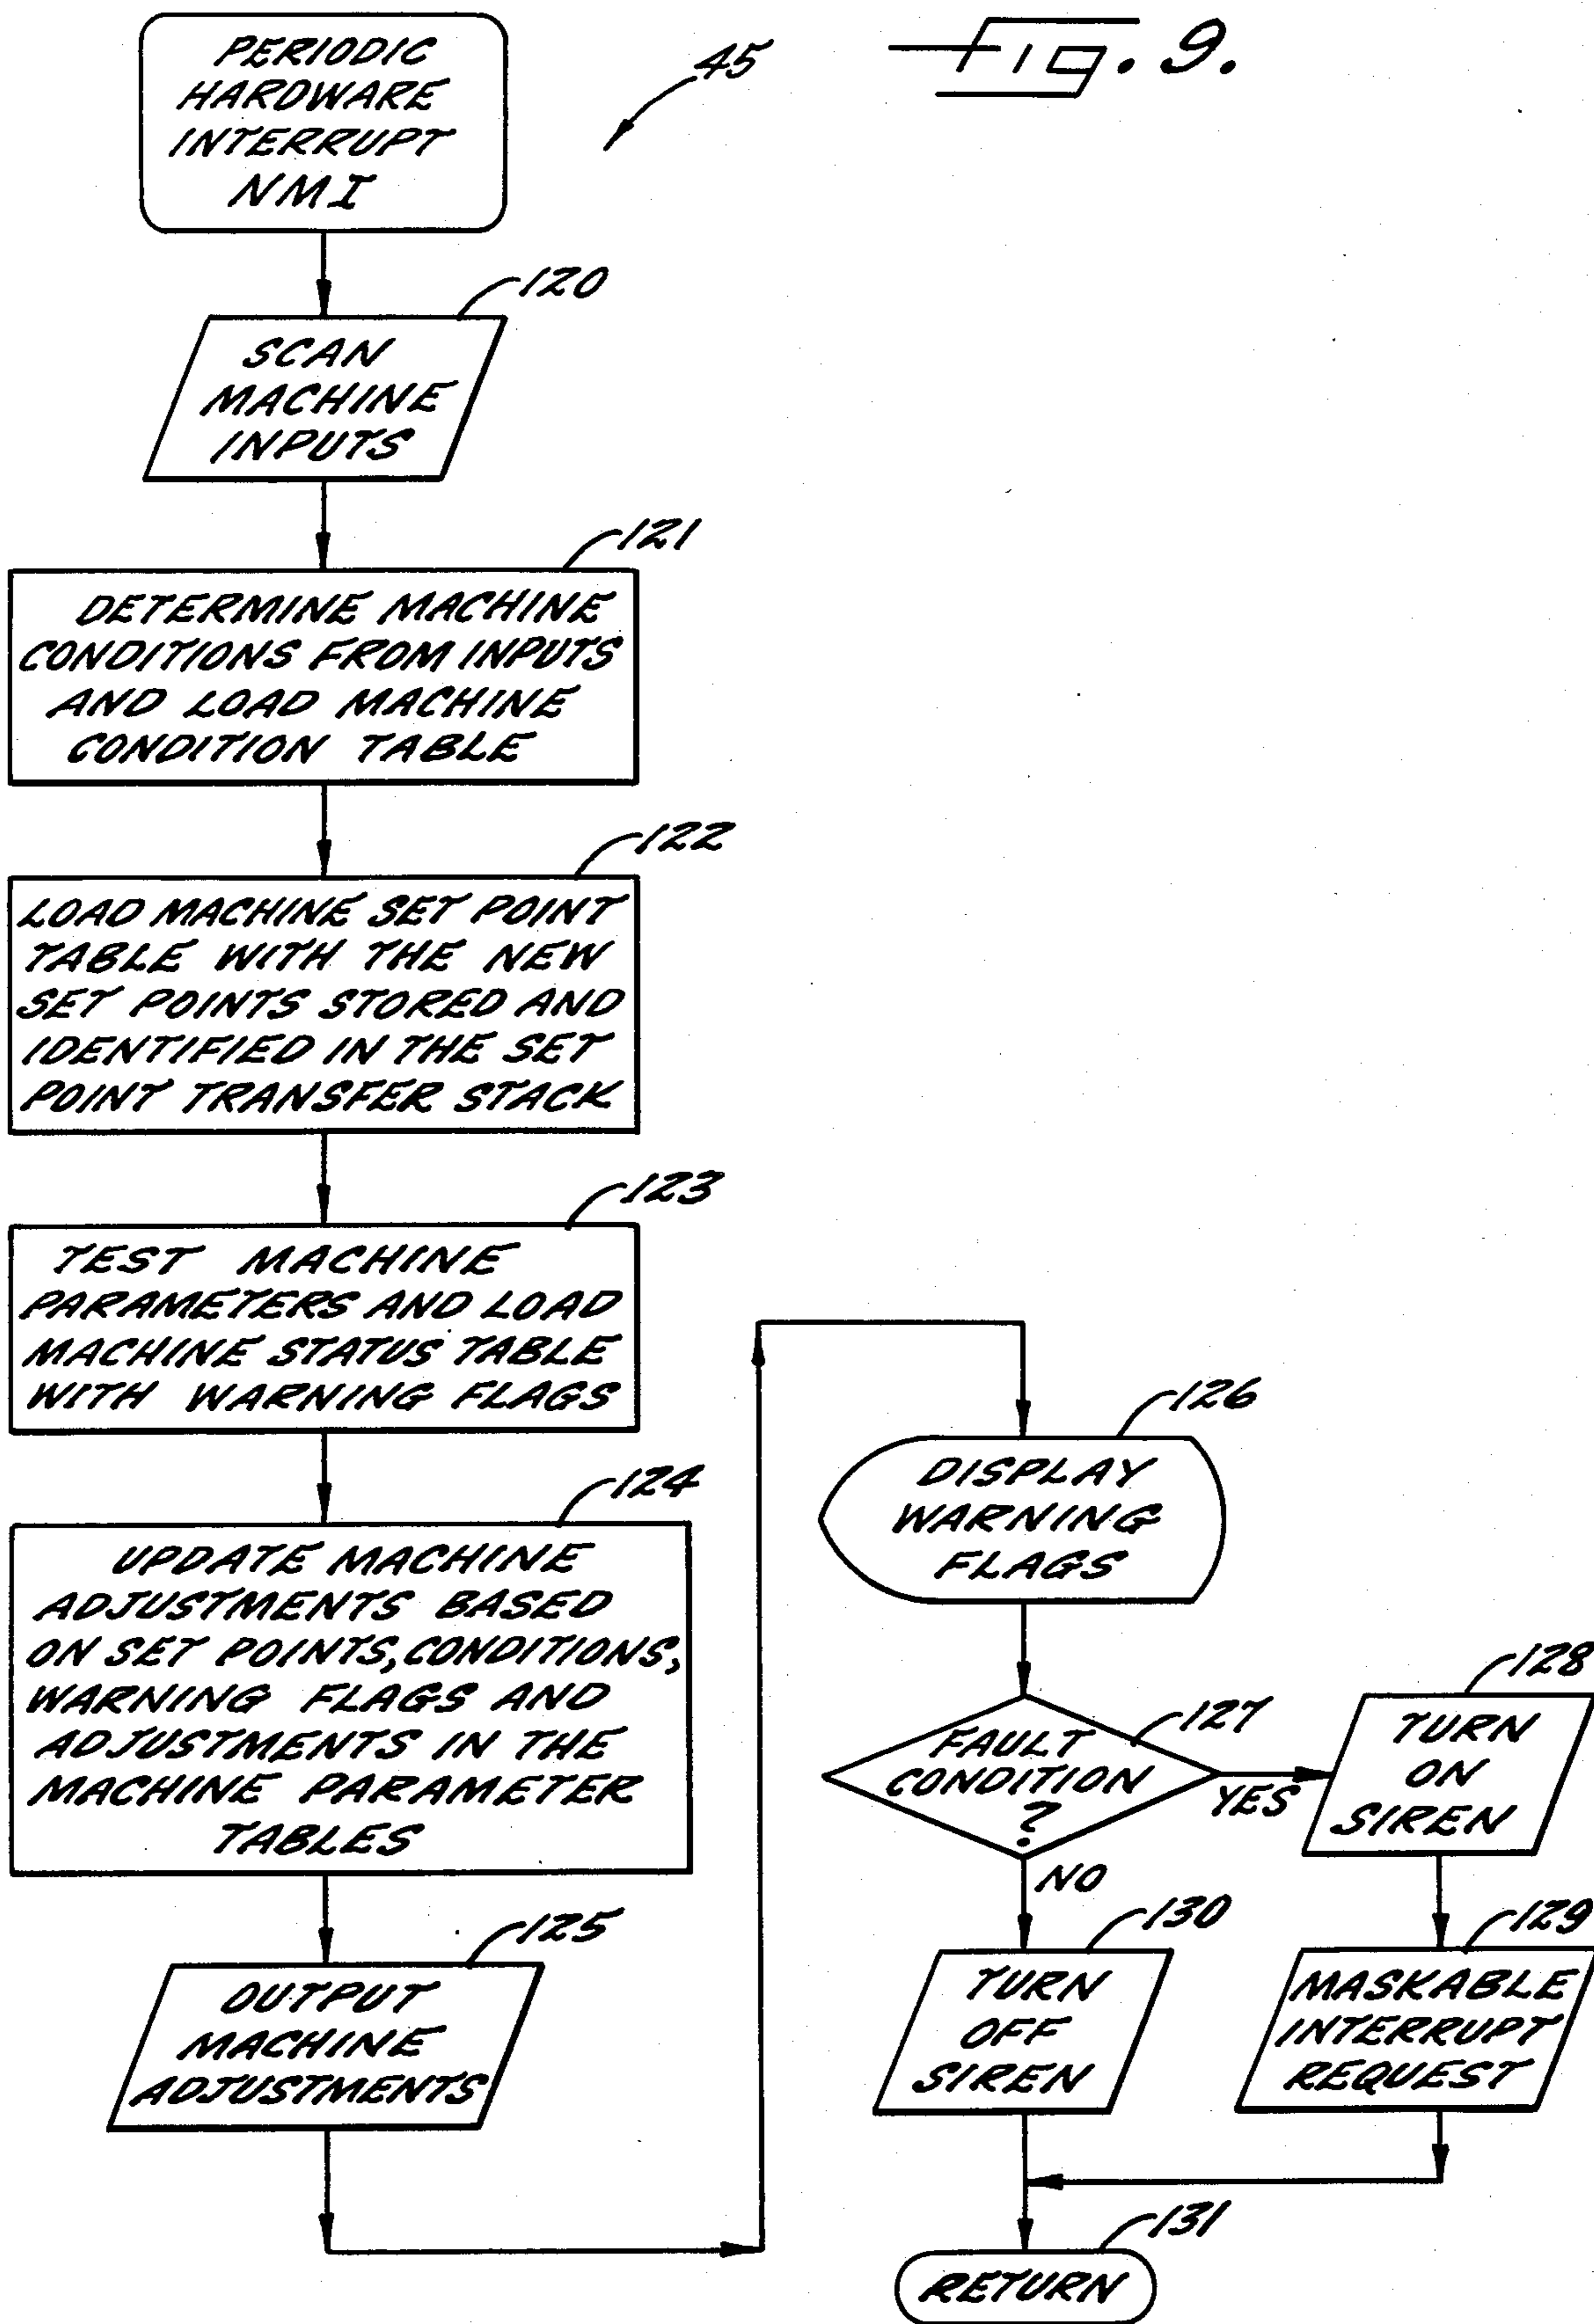 Fig. 9.
45
PERIODIC
HARDWARE
INTERRUPT
NMI
120
SCAN
MACHINE
INPUTS
121
DETERMINE MACHINE
CONDITIONS FROM INPUTS
AND LOAD MACHINE
CONDITION TABLE
122
LOAD MACHINE SET POINT
TABLE WITH THE NEW
SET POINTS STORED AND
IDENTIFIED IN THE SET
POINT TRANSFER STACK
123
TEST MACHINE
PARAMETERS AND LOAD
MACHINE STATUS TABLE
WITH WARNING FLAGS
124
UPDATE MACHINE
ADJUSTMENTS BASED
ON SET POINTS, CONDITIONS,
WARNING FLAGS AND
ADJUSTMENTS IN THE
MACHINE PARAMETER
TABLES
125
OUTPUT
MACHINE
ADJUSTMENTS
126
DISPLAY
WARNING
FLAGS
127
FAULT
CONDITION
?
YES
NO
128
TURN
ON
SIREN
129
MASKABLE
INTERRUPT
REQUEST
130
TURN
OFF
SIREN
131
RETURN